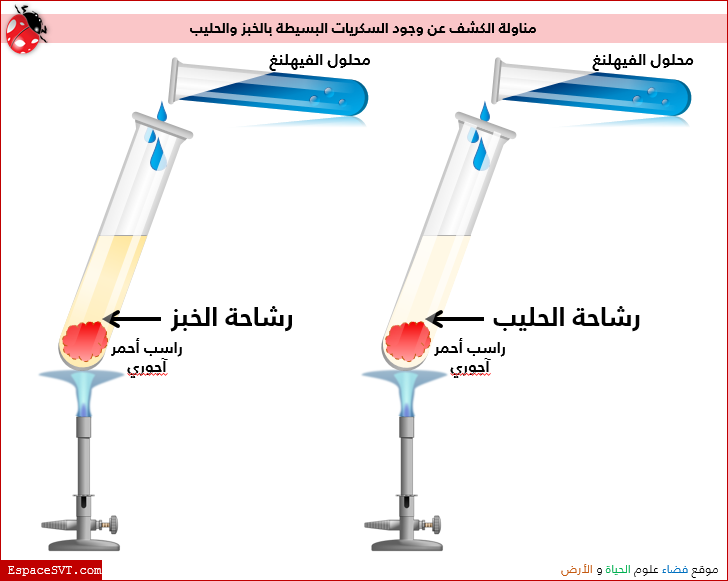 مناولة الكشف عن وجود السكريات البسيطة بالخبز والحليب
محلول الفيهلنغ
محلول الفيهلنغ
رشاحة الحليب
راسب أحمر
آجوري
رشاحة الخبز
راسب أحمر
آجوري
موقع فضاء علوم الحياة و الأرض
EspaceSVT.com